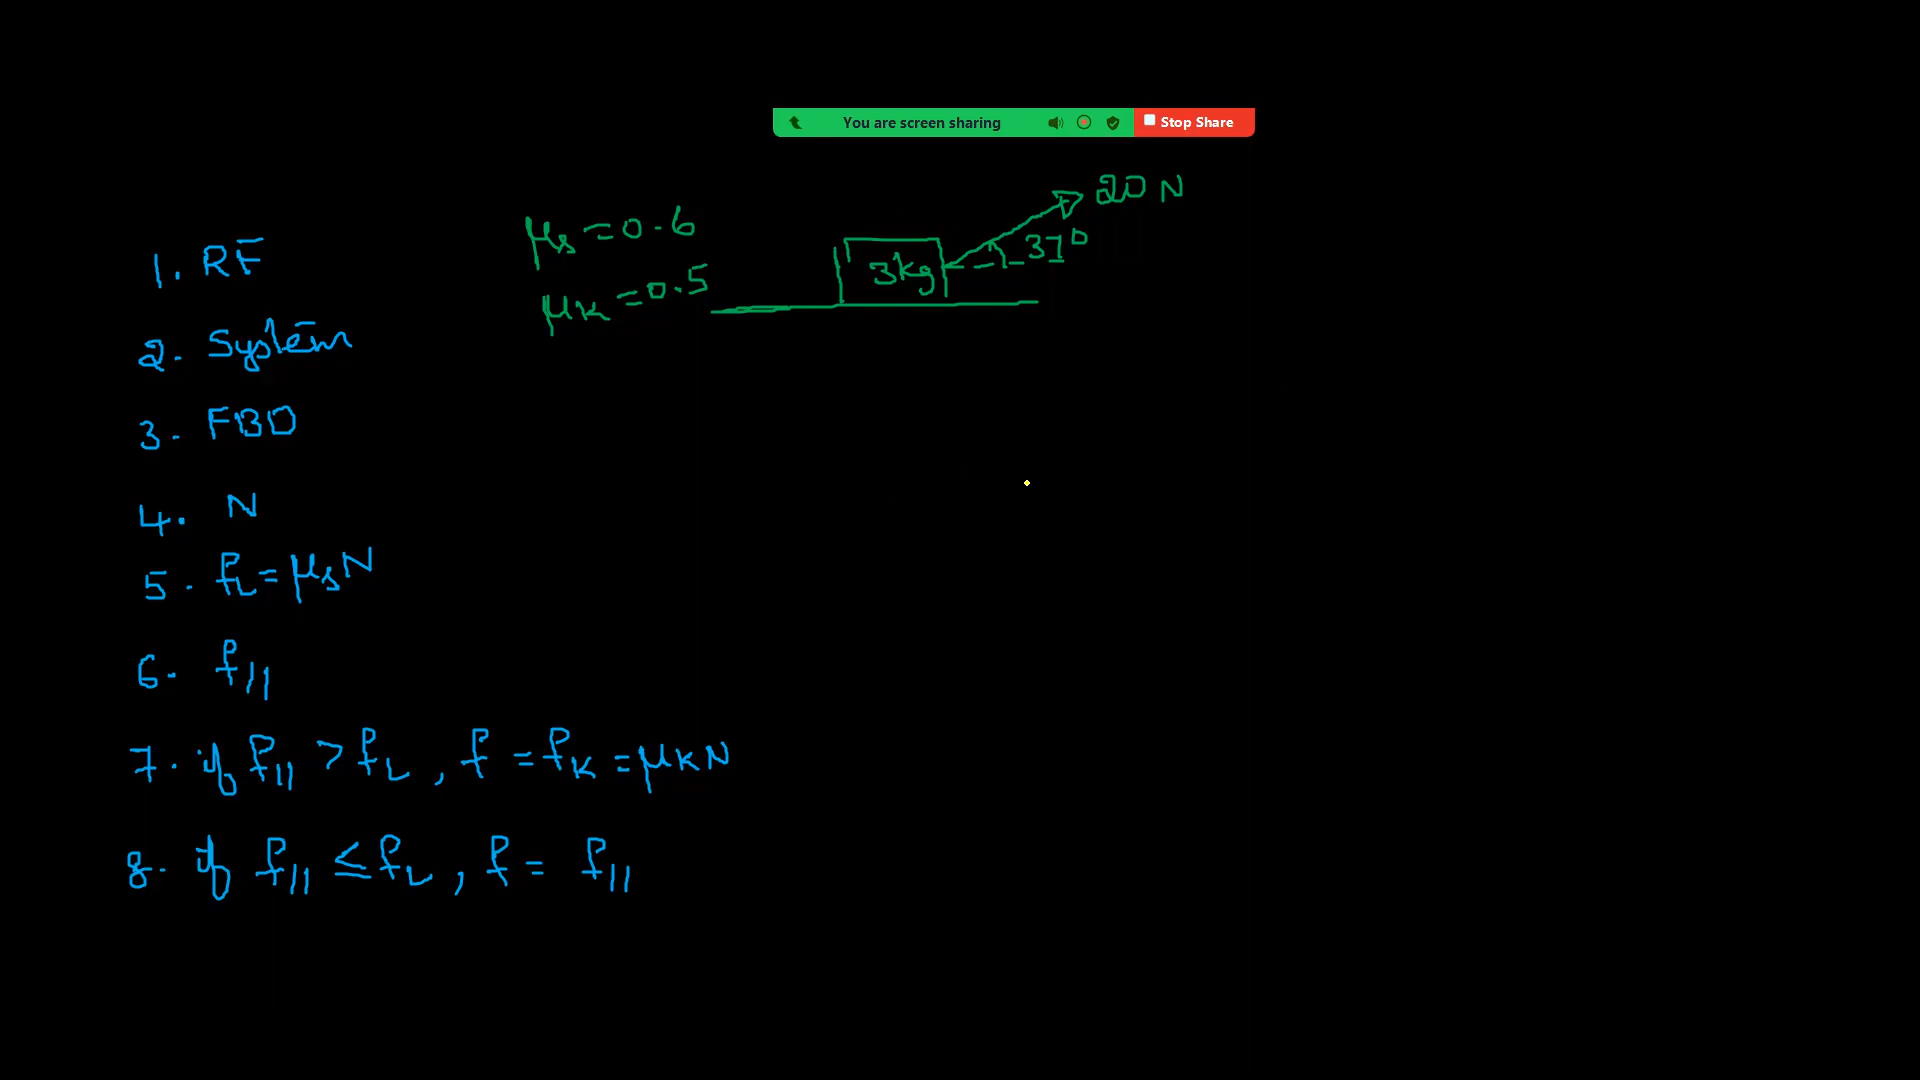 You are screen sharing Stop Share
20 N
37°
3kg
μs = 0.6
μK = 0.5
1. RF
2. System
3. FBD
4. N
5. fL = μsN
6. f||
7. if f|| > fL, f = fK = μKN
8. if f|| ≤ fL, f = f||